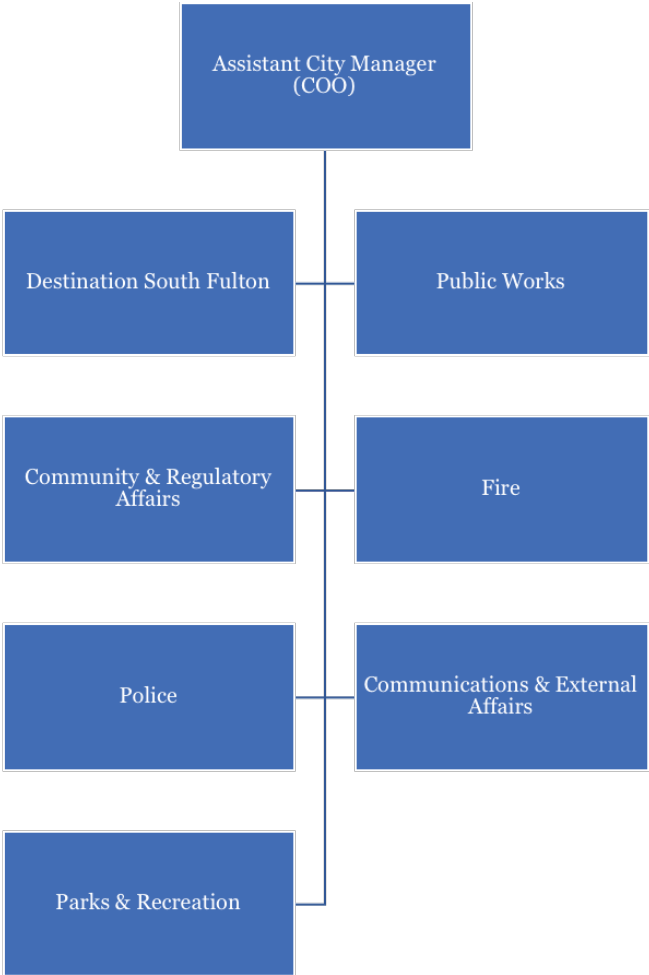 Assistant City Manager
(COO)
Destination South Fulton
Public Works
Community & Regulatory
Affairs
Fire
Police
Communications & External
Affairs
Parks & Recreation